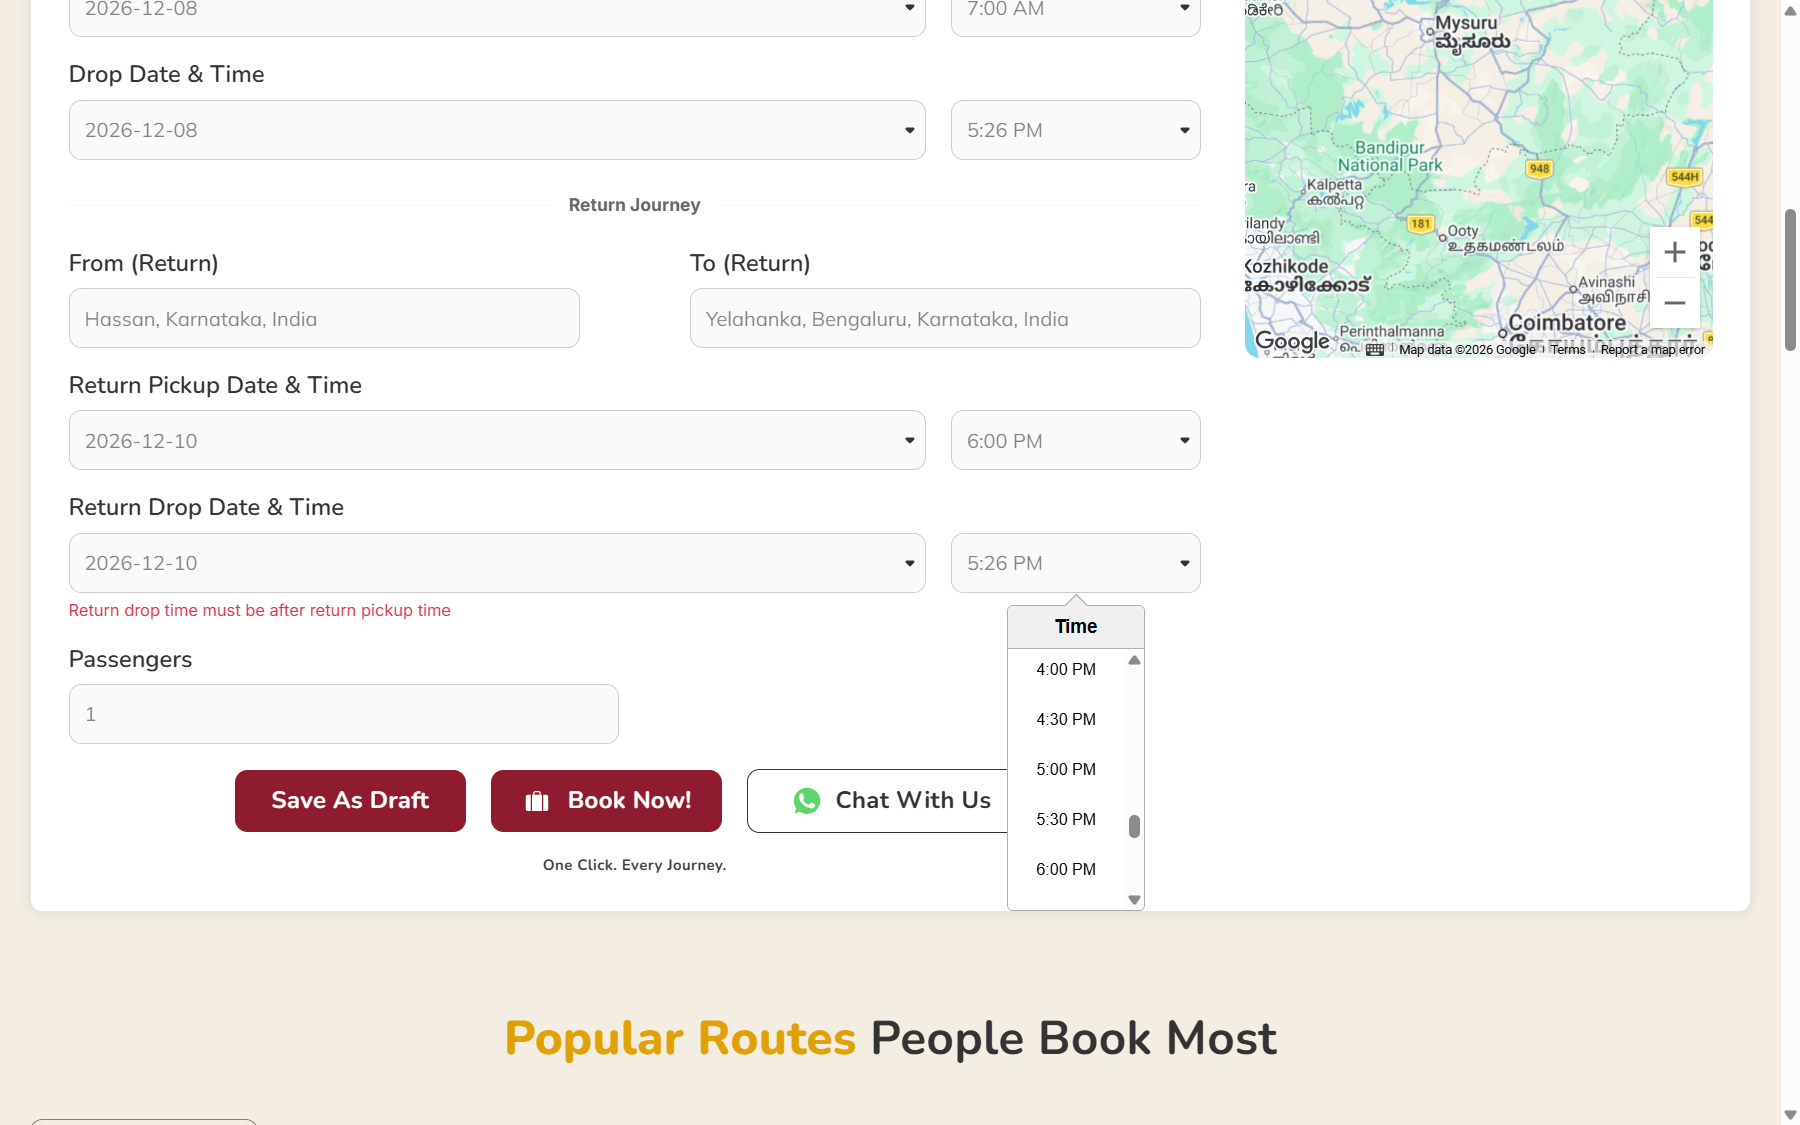 2026-12-08
7:00 AM
Drop Date & Time
2026-12-08
5:26 PM
Return Journey
From (Return)
To (Return)
Hassan, Karnataka, India
Yelahanka, Bengaluru, Karnataka, India
Return Pickup Date & Time
2026-12-10
6:00 PM
Return Drop Date & Time
2026-12-10
5:26 PM
Return drop time must be after return pickup time
Time
4:00 PM
4:30 PM
5:00 PM
5:30 PM
6:00 PM
Passengers
1
Save As Draft
Book Now!
Chat With Us
One Click. Every Journey.
Mysuru
ಮೈಸೂರು
Bandipur
National Park
948
544H
Kalpetta
കൽപറ്റ
181
Ooty
உதகமண்டலம்
544
Kozhikode
കോഴിക്കോട്
Avinashi
Coimbatore
Perinthalmanna
Google
Map data ©2026 Google
Terms
Report a map error
Popular Routes People Book Most